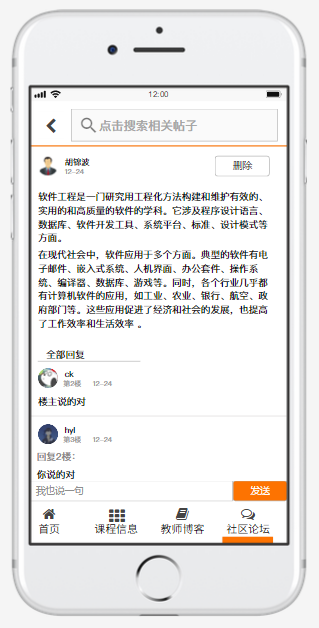 12:00
点击搜索相关帖子
胡锦波
12-24
删除
软件工程是一门研究用工程化方法构建和维护有效的、
实用的和高质量的软件的学科。它涉及程序设计语言、
数据库、软件开发工具、系统平台、标准、设计模式等
方面。
在现代社会中，软件应用于多个方面。典型的软件有电
子邮件、嵌入式系统、人机界面、办公套件、操作系
统、编译器、数据库、游戏等。同时，各个行业几乎都
有计算机软件的应用，如工业、农业、银行、航空、政
府部门等。这些应用促进了经济和社会的发展，也提高
了工作效率和生活效率 。
全部回复
ck
第2楼 12-24
楼主说的对
hyl
第3楼 12-24
回复2楼：
你说的对
我也说一句
发送
首页
课程信息
教师博客
社区论坛